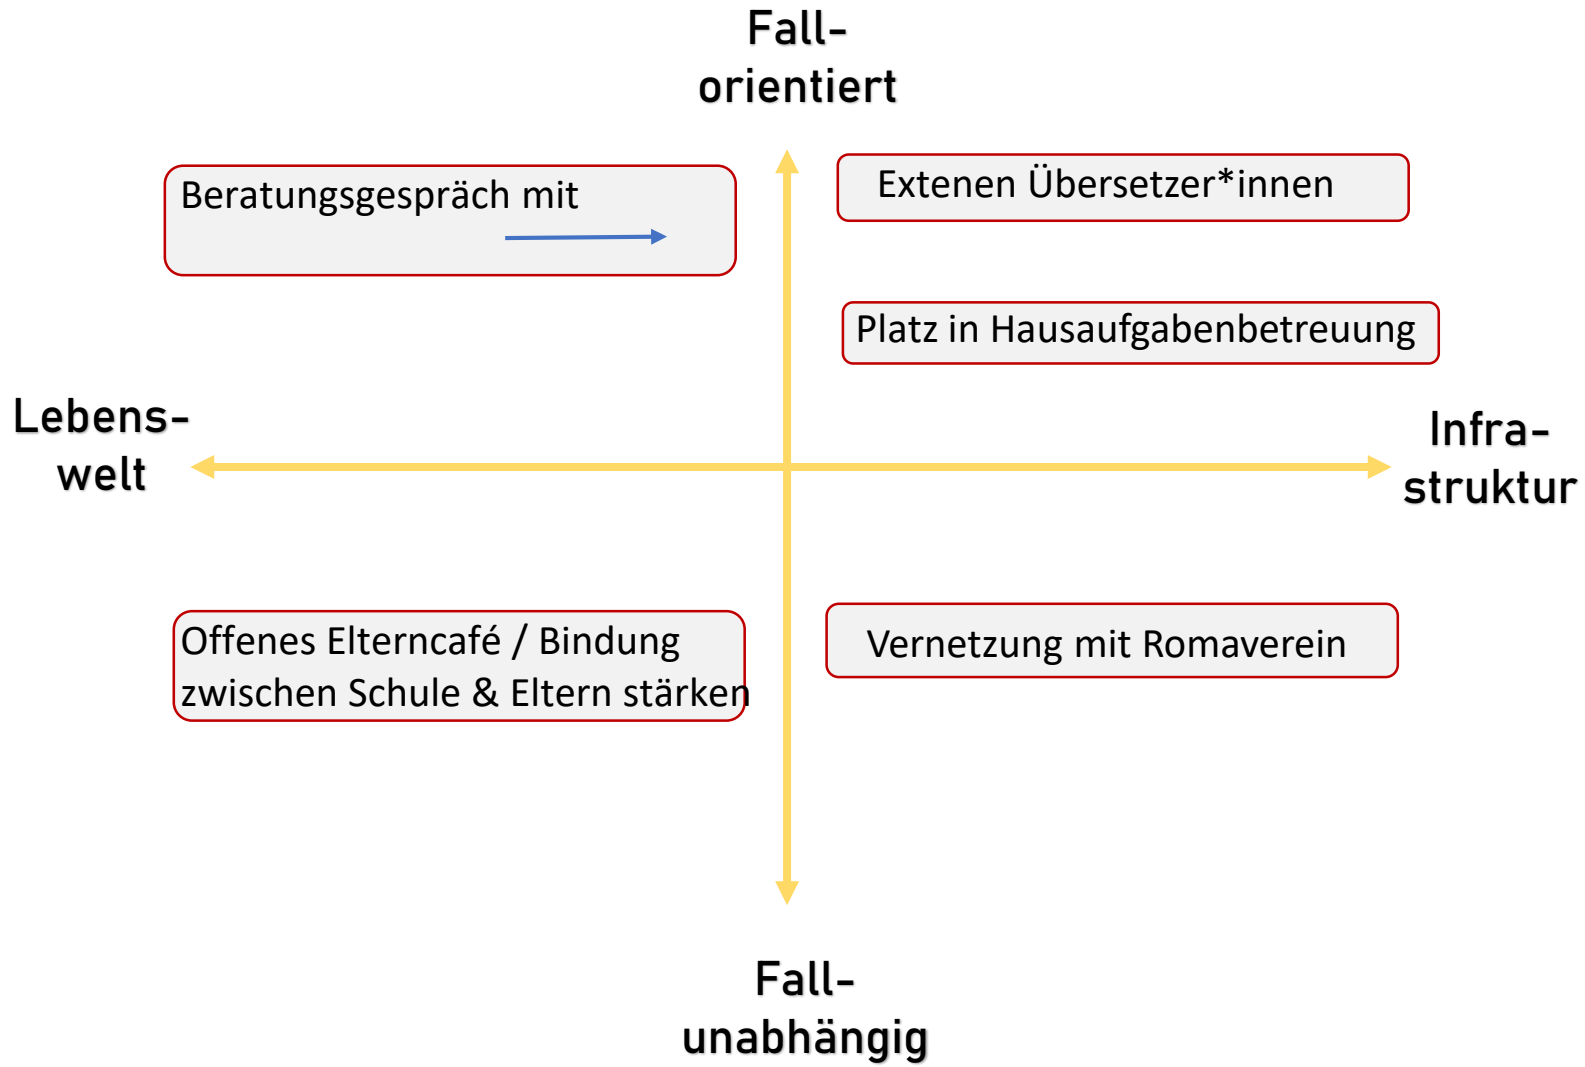 Fall-
orientiert
Beratungsgespräch mit
Extenen Übersetzer*innen
Platz in Hausaufgabenbetreuung
Lebens-
welt
Infra-
struktur
Offenes Elterncafé / Bindung
zwischen Schule & Eltern stärken
Vernetzung mit Romaverein
Fall-
unabhängig